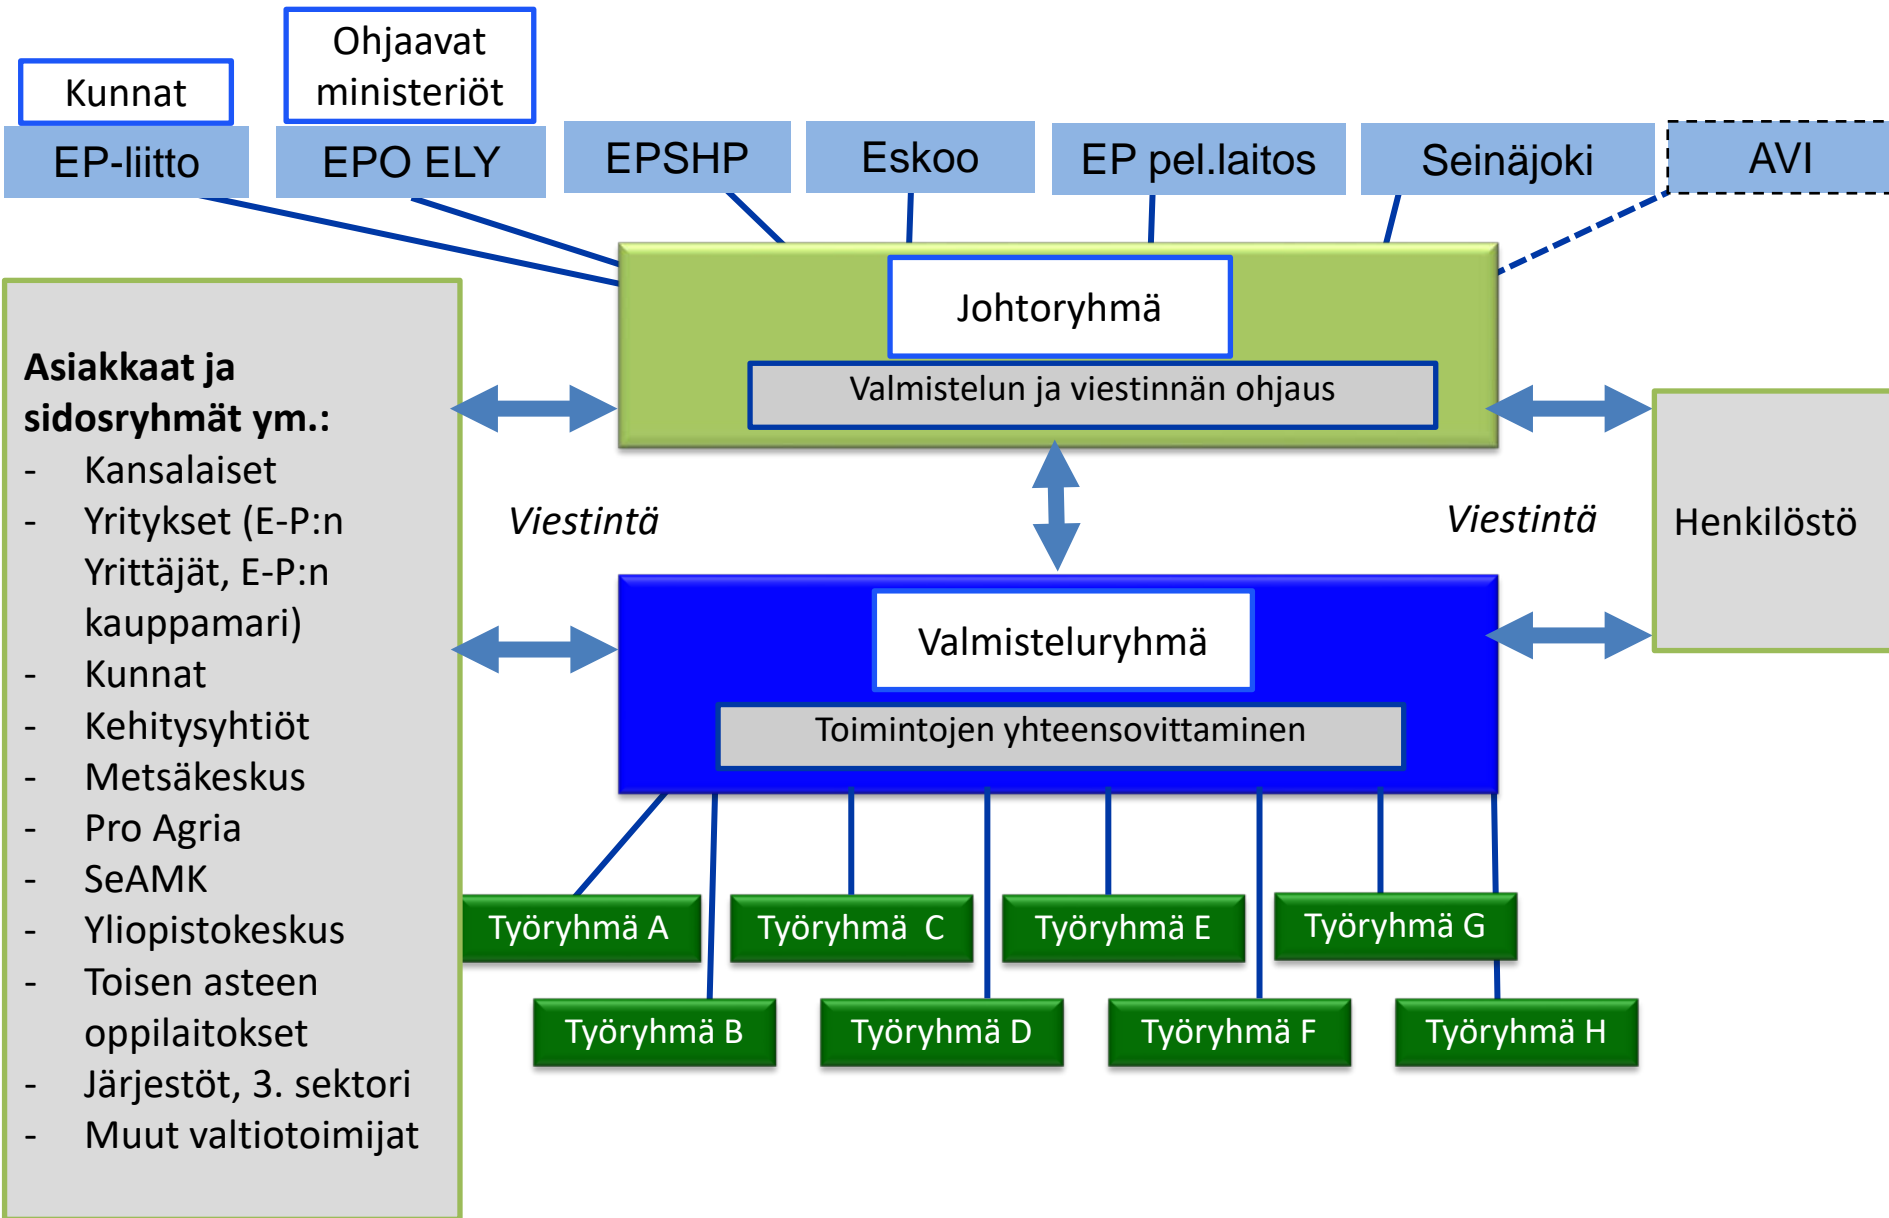 Kunnat
Ohjaavat
ministeriöt
EP-liitto
EPO ELY
EPSHP
Eskoo
EP pel.laitos
Seinäjoki
AVI
Johtoryhmä
Valmistelun ja viestinnän ohjaus
Asiakkaat ja
sidosryhmät ym.:
- Kansalaiset
- Yritykset (E-P:n
Yrittäjät, E-P:n
kauppamari)
- Kunnat
- Kehitysyhtiöt
- Metsäkeskus
- Pro Agria
- SeAMK
- Yliopistokeskus
- Toisen asteen
oppilaitokset
- Järjestöt, 3. sektori
- Muut valtiotoimijat
Viestintä
Viestintä
Henkilöstö
Valmisteluryhmä
Toimintojen yhteensovittaminen
Työryhmä A
Työryhmä C
Työryhmä E
Työryhmä G
Työryhmä B
Työryhmä D
Työryhmä F
Työryhmä H